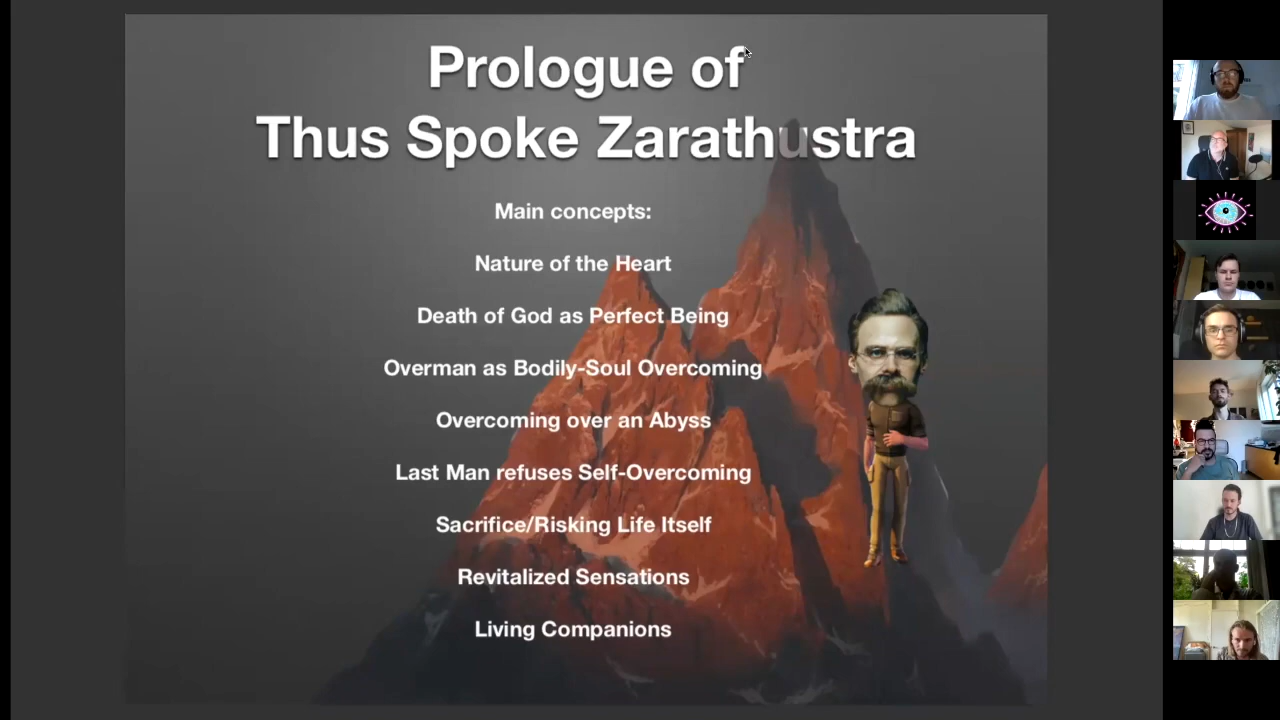 Prologue of
Thus Spoke Zarathustra
Main concepts:
Nature of the Heart
Death of God as Perfect Being
Overman as Bodily-Soul Overcoming
Overcoming over an Abyss
Last Man refuses Self-Overcoming
Sacrifice/Risking Life Itself
Revitalized Sensations
Living Companions